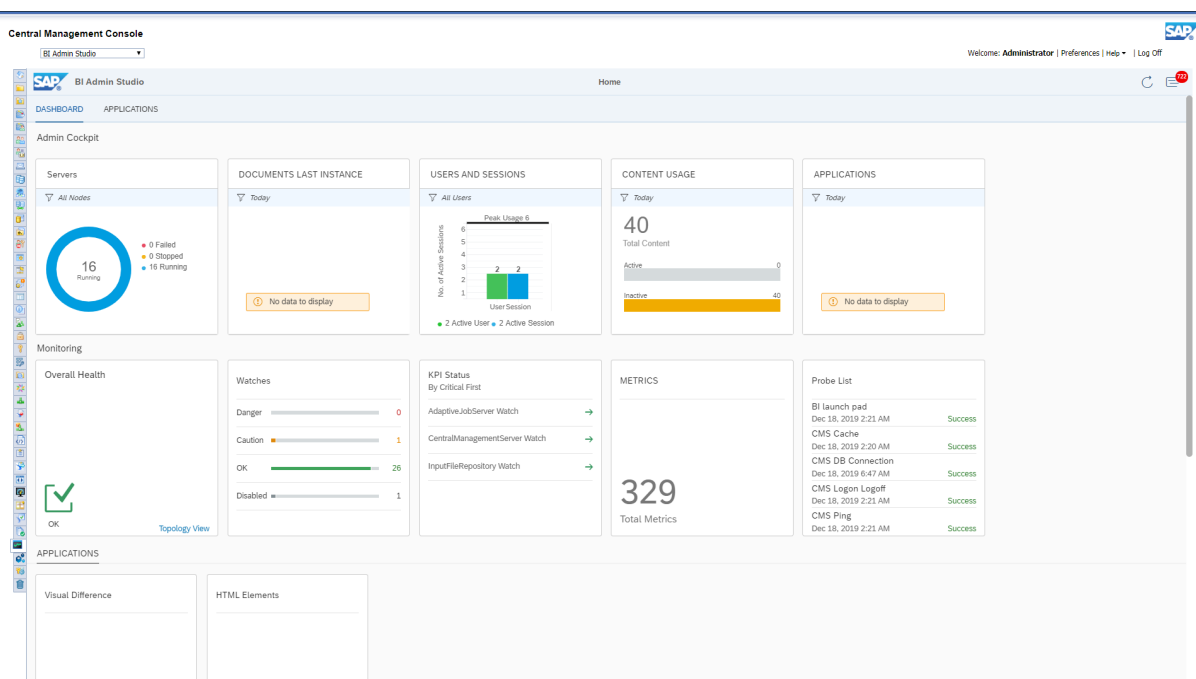 Central Management Console
SAP
BI Admin Studio
Welcome: Administrator | Preferences | Help | Log Off
SAP BI Admin Studio
Home
722
DASHBOARD APPLICATIONS
Admin Cockpit
Servers
All Nodes
16
Running
0 Failed
0 Stopped
16 Running
DOCUMENTS LAST INSTANCE
Today
No data to display
USERS AND SESSIONS
All Users
Peak Usage 6
No. of Active Sessions
6
5
4
3
2
1
2 2
User Session
2 Active User 2 Active Session
CONTENT USAGE
Today
40
Total Content
Active 0
Inactive 40
APPLICATIONS
Today
No data to display
Monitoring
Overall Health
OK
Topology View
Watches
Danger 0
Caution 1
OK 26
Disabled 1
KPI Status
By Critical First
AdaptiveJobServer Watch
CentralManagementServer Watch
InputFileRepository Watch
METRICS
329
Total Metrics
Probe List
BI launch pad
Dec 18, 2019 2:21 AM Success
CMS Cache
Dec 18, 2019 2:20 AM Success
CMS DB Connection
Dec 18, 2019 6:47 AM Success
CMS Logon Logoff
Dec 18, 2019 2:21 AM Success
CMS Ping
Dec 18, 2019 2:21 AM Success
APPLICATIONS
Visual Difference
HTML Elements